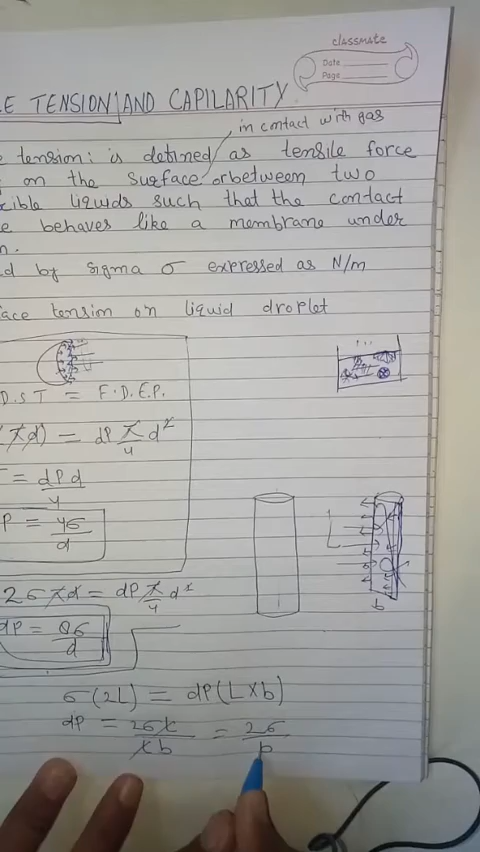 classmate
Date
Page
E TENSION AND CAPILARITY
in contact with gas
e tension: is defined as tensile force
on the surface or between two
cible liquids such that the contact
e behaves like a membrane under
n.
d by sigma σ expressed as N/m
ace tension on liquid droplet
D.S.T = F.D.E.P.
(πd) = dP π/4 d²
= dPd/4
P = 4σ/d
L
2σπd = dP π/4 d²
dP = 8σ/d
b
σ(2L) = dP(L×b)
dP = 2σL/Lb = 2σ/b